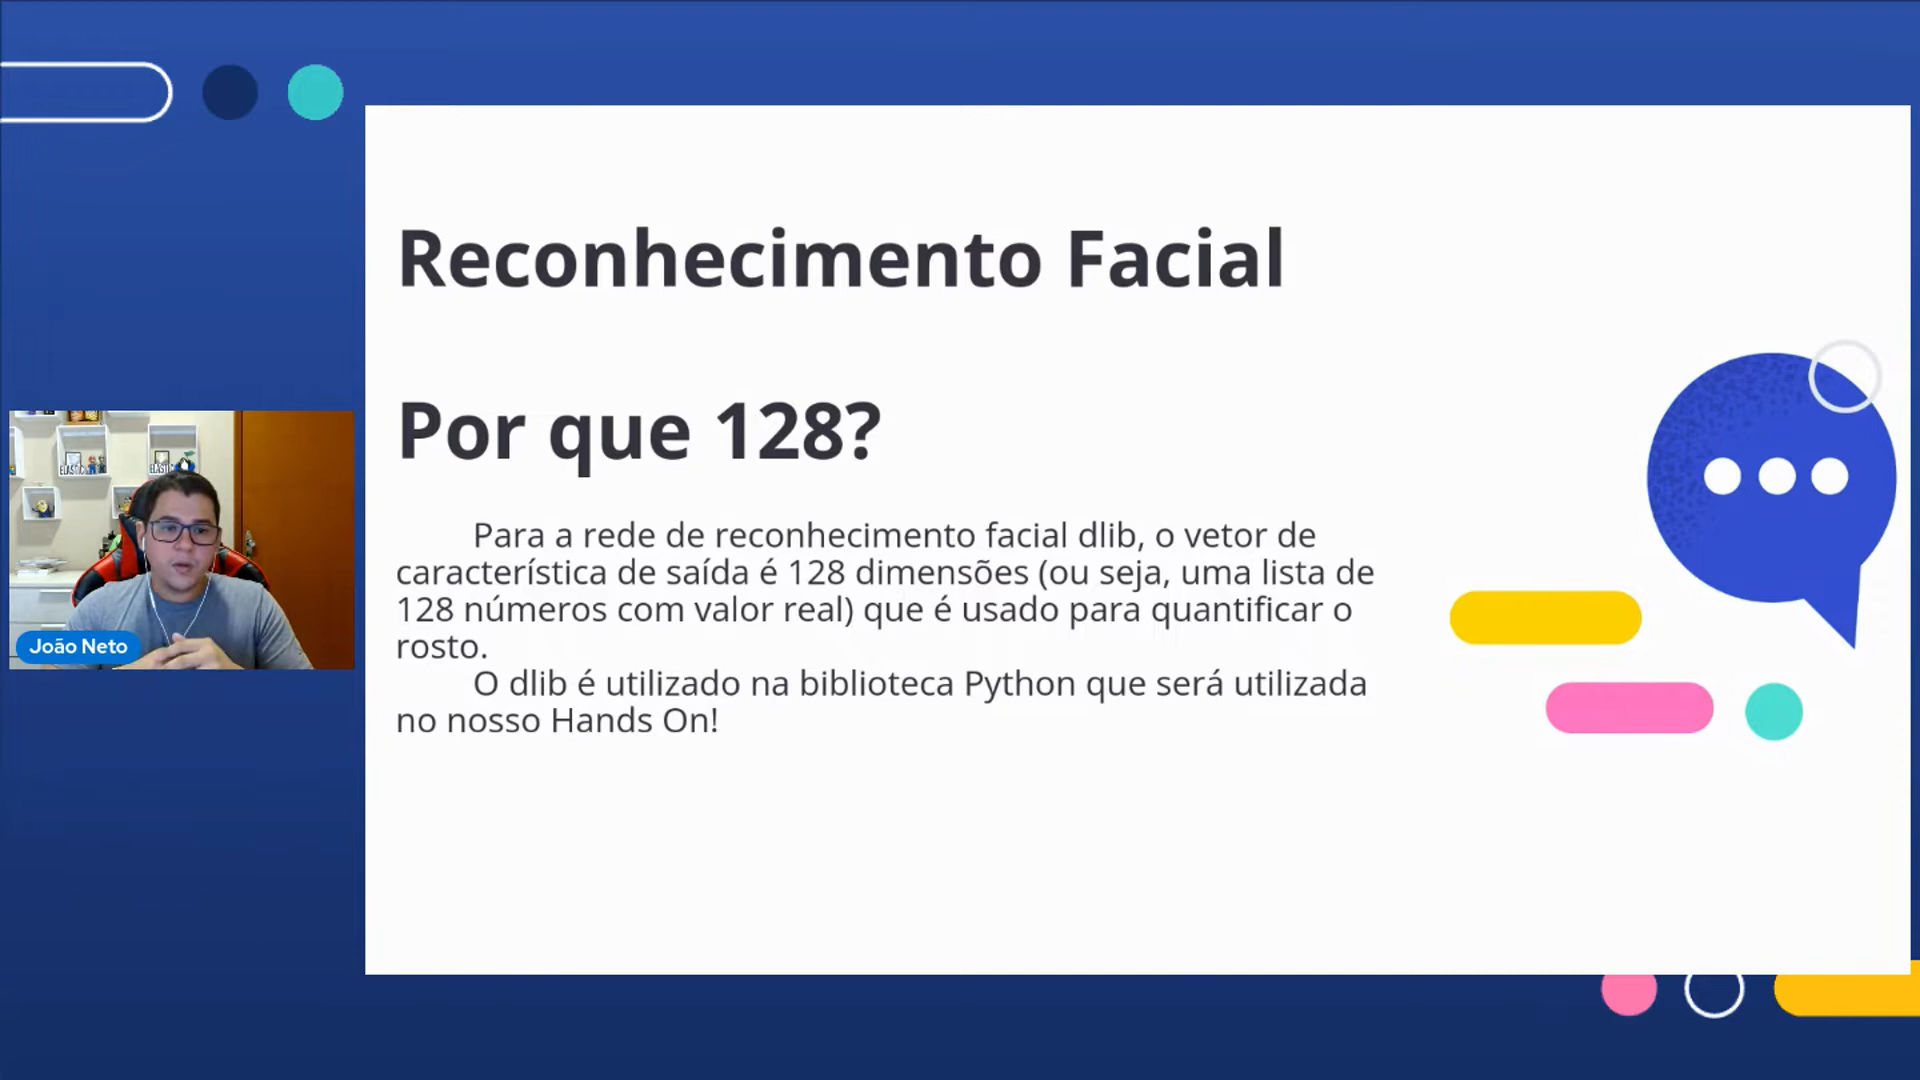 Reconhecimento Facial
Por que 128?
Para a rede de reconhecimento facial dlib, o vetor de
característica de saída é 128 dimensões (ou seja, uma lista de
128 números com valor real) que é usado para quantificar o
rosto.
O dlib é utilizado na biblioteca Python que será utilizada
no nosso Hands On!
ELASTIC
João Neto